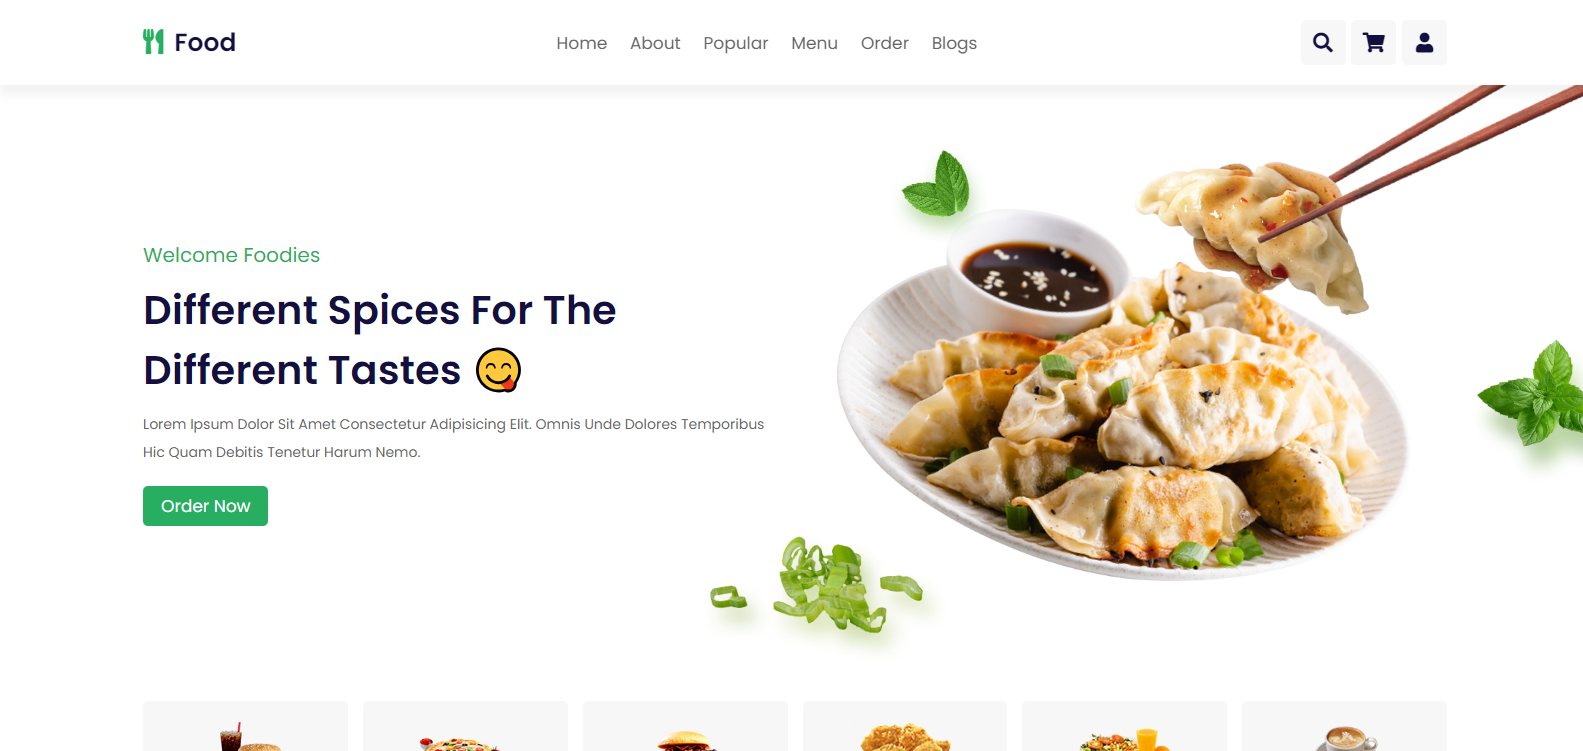 Food
Home About Popular Menu Order Blogs
Welcome Foodies
Different Spices For The
Different Tastes 😋
Lorem Ipsum Dolor Sit Amet Consectetur Adipisicing Elit. Omnis Unde Dolores Temporibus
Hic Quam Debitis Tenetur Harum Nemo.
Order Now